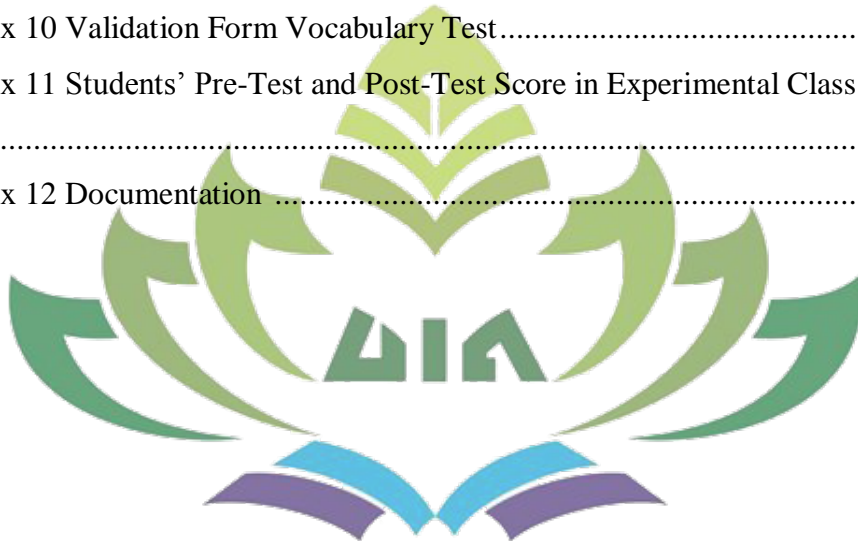 x 10 Validation Form Vocabulary Test................................................
x 11 Students’ Pre-Test and Post-Test Score in Experimental Class
................................................................................................................
x 12 Documentation ..............................................................................
UIN